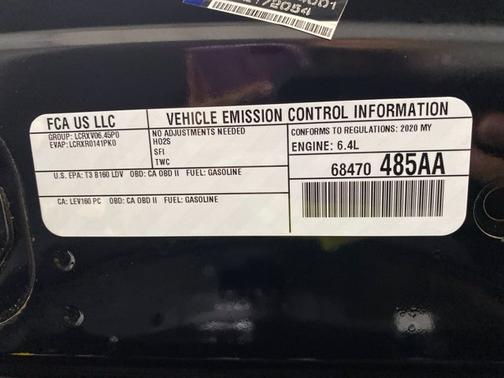 172054
FCA US LLC
VEHICLE EMISSION CONTROL INFORMATION
GROUP: LCRXV06.45P0
EVAP: LCRXR0141PK0
NO ADJUSTMENTS NEEDED
HO2S
SFI
TWC
CONFORMS TO REGULATIONS: 2020 MY
ENGINE: 6.4L
68470 485AA
U.S. EPA: T3 B160 LDV OBD: CA OBD II FUEL: GASOLINE
CA: LEV160 PC OBD: CA OBD II FUEL: GASOLINE